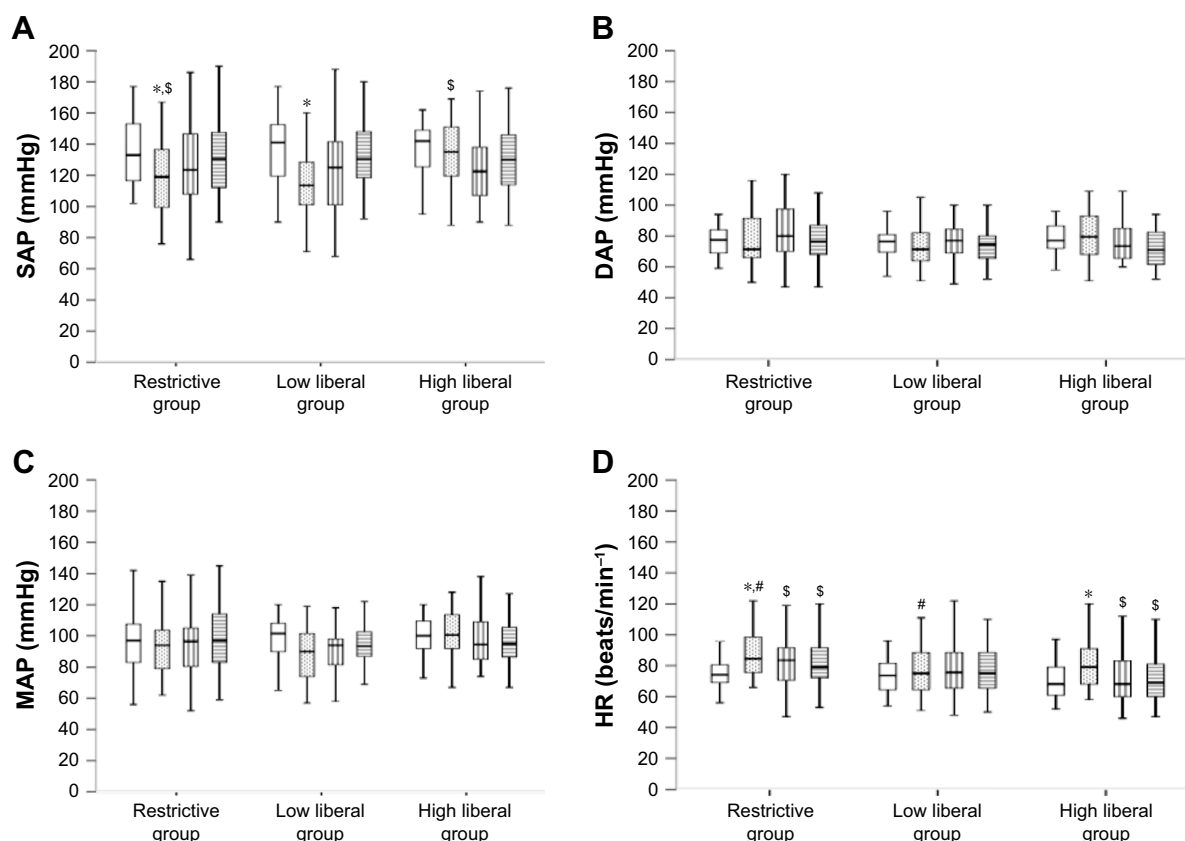 A
SAP (mmHg)
200
180
160
140
120
100
80
60
40
20
0
*,$
*
$
Restrictive group
Low liberal group
High liberal group
B
DAP (mmHg)
200
180
160
140
120
100
80
60
40
20
0
Restrictive group
Low liberal group
High liberal group
C
MAP (mmHg)
200
180
160
140
120
100
80
60
40
20
0
Restrictive group
Low liberal group
High liberal group
D
HR (beats/min⁻¹)
200
180
160
140
120
100
80
60
40
20
0
*,#
$
$
#
*
$
$
Restrictive group
Low liberal group
High liberal group